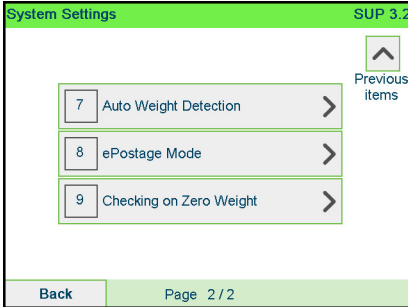 System Settings SUP 3.2
Previous
items
7 Auto Weight Detection
8 ePostage Mode
9 Checking on Zero Weight
Back Page 2/2